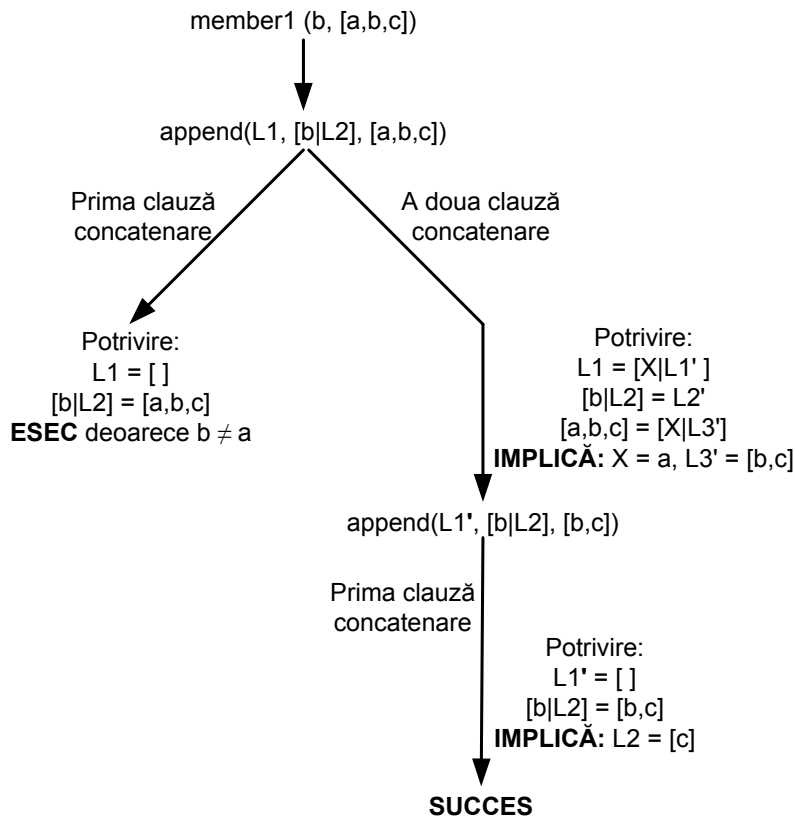 member1 (b, [a,b,c])
append(L1, [b|L2], [a,b,c])
Prima clauză
concatenare
A doua clauză
concatenare
Potrivire:
L1 = [ ]
[b|L2] = [a,b,c]
ESEC deoarece b ≠ a
Potrivire:
L1 = [X|L1' ]
[b|L2] = L2'
[a,b,c] = [X|L3']
IMPLICĂ: X = a, L3' = [b,c]
append(L1', [b|L2], [b,c])
Prima clauză
concatenare
Potrivire:
L1' = [ ]
[b|L2] = [b,c]
IMPLICĂ: L2 = [c]
SUCCES